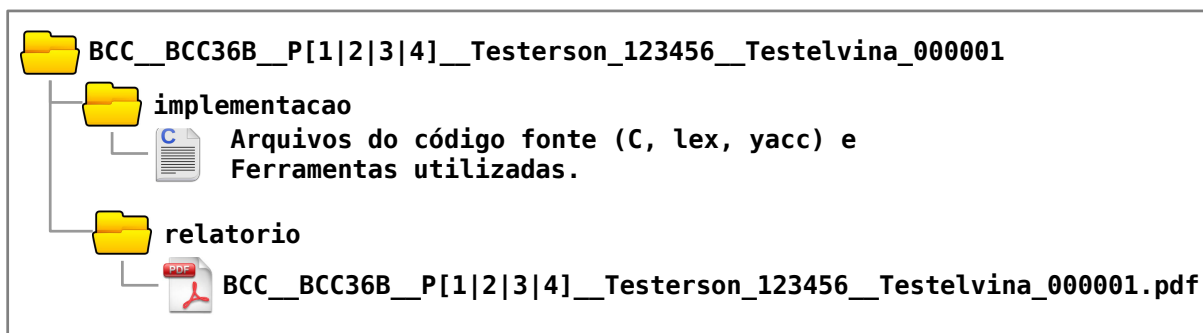 BCC__BCC36B__P[1|2|3|4]__Testerson_123456__Testelvina_000001
implementacao
C
Arquivos do código fonte (C, lex, yacc) e
Ferramentas utilizadas.
relatorio
PDF
BCC__BCC36B__P[1|2|3|4]__Testerson_123456__Testelvina_000001.pdf